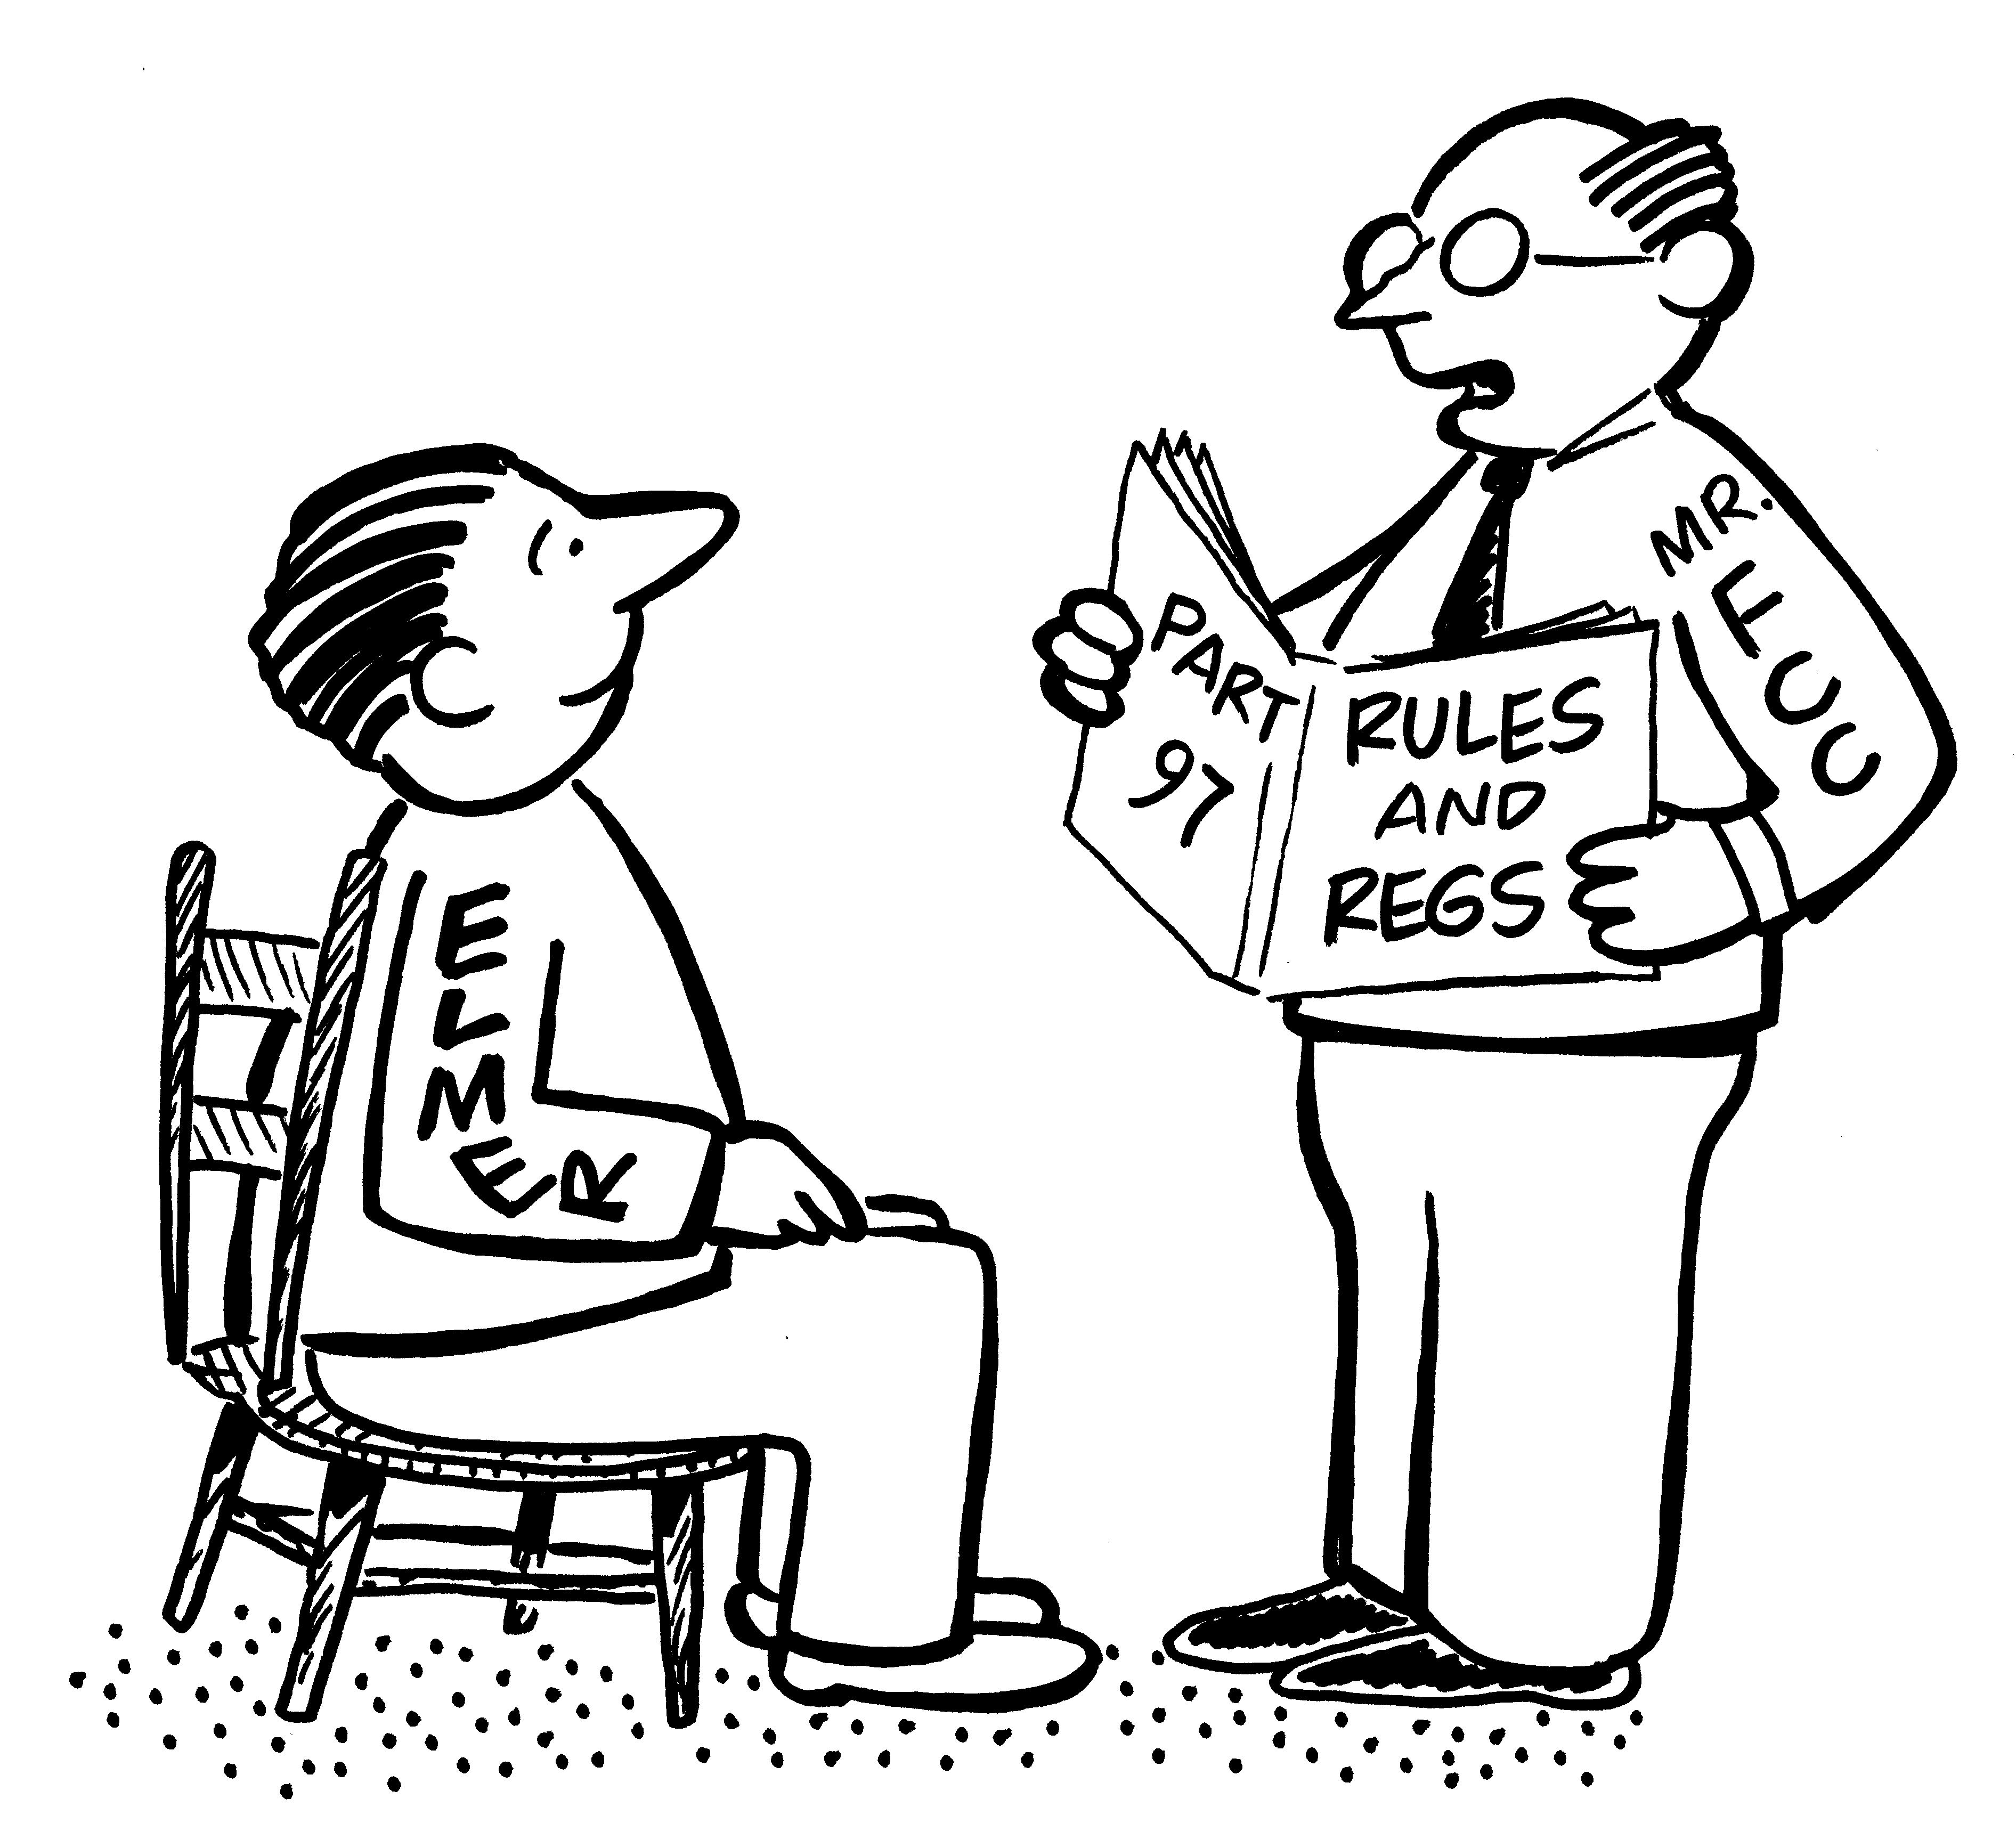 ELMER
PART
97
RULES
AND
REGS
MR.
FCC